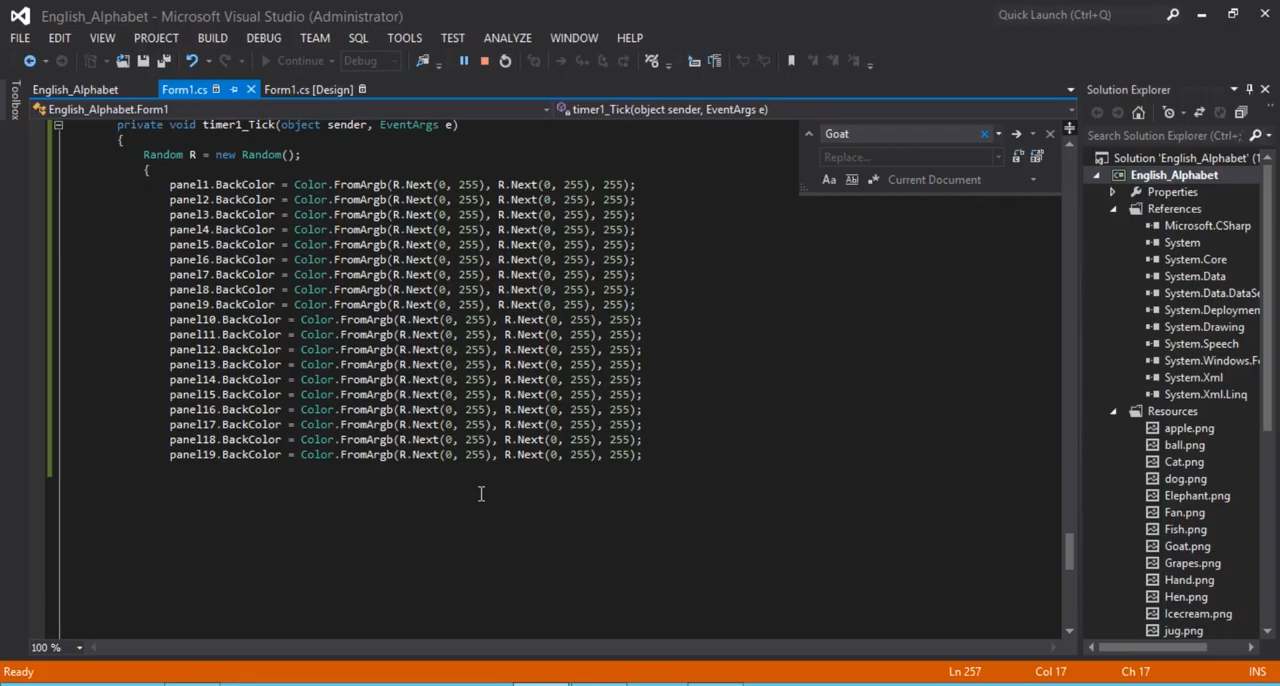 English_Alphabet - Microsoft Visual Studio (Administrator)
Quick Launch (Ctrl+Q)
FILE EDIT VIEW PROJECT BUILD DEBUG TEAM SQL TOOLS TEST ANALYZE WINDOW HELP
Continue Debug
Toolbox
English_Alphabet Form1.cs Form1.cs [Design]
English_Alphabet.Form1 timer1_Tick(object sender, EventArgs e)
private void timer1_Tick(object sender, EventArgs e)
{
Random R = new Random();
{
panel1.BackColor = Color.FromArgb(R.Next(0, 255), R.Next(0, 255), 255);
panel2.BackColor = Color.FromArgb(R.Next(0, 255), R.Next(0, 255), 255);
panel3.BackColor = Color.FromArgb(R.Next(0, 255), R.Next(0, 255), 255);
panel4.BackColor = Color.FromArgb(R.Next(0, 255), R.Next(0, 255), 255);
panel5.BackColor = Color.FromArgb(R.Next(0, 255), R.Next(0, 255), 255);
panel6.BackColor = Color.FromArgb(R.Next(0, 255), R.Next(0, 255), 255);
panel7.BackColor = Color.FromArgb(R.Next(0, 255), R.Next(0, 255), 255);
panel8.BackColor = Color.FromArgb(R.Next(0, 255), R.Next(0, 255), 255);
panel9.BackColor = Color.FromArgb(R.Next(0, 255), R.Next(0, 255), 255);
panel10.BackColor = Color.FromArgb(R.Next(0, 255), R.Next(0, 255), 255);
panel11.BackColor = Color.FromArgb(R.Next(0, 255), R.Next(0, 255), 255);
panel12.BackColor = Color.FromArgb(R.Next(0, 255), R.Next(0, 255), 255);
panel13.BackColor = Color.FromArgb(R.Next(0, 255), R.Next(0, 255), 255);
panel14.BackColor = Color.FromArgb(R.Next(0, 255), R.Next(0, 255), 255);
panel15.BackColor = Color.FromArgb(R.Next(0, 255), R.Next(0, 255), 255);
panel16.BackColor = Color.FromArgb(R.Next(0, 255), R.Next(0, 255), 255);
panel17.BackColor = Color.FromArgb(R.Next(0, 255), R.Next(0, 255), 255);
panel18.BackColor = Color.FromArgb(R.Next(0, 255), R.Next(0, 255), 255);
panel19.BackColor = Color.FromArgb(R.Next(0, 255), R.Next(0, 255), 255);
Goat
Replace...
Aa Ab Current Document
Solution Explorer
Search Solution Explorer (Ctrl+;
Solution 'English_Alphabet' (1
English_Alphabet
Properties
References
Microsoft.CSharp
System
System.Core
System.Data
System.Data.DataSe
System.Deploymen
System.Drawing
System.Speech
System.Windows.Fo
System.Xml
System.Xml.Linq
Resources
apple.png
ball.png
Cat.png
dog.png
Elephant.png
Fan.png
Fish.png
Goat.png
Grapes.png
Hand.png
Hen.png
Icecream.png
jug.png
100 %
Ready Ln 257 Col 17 Ch 17 INS